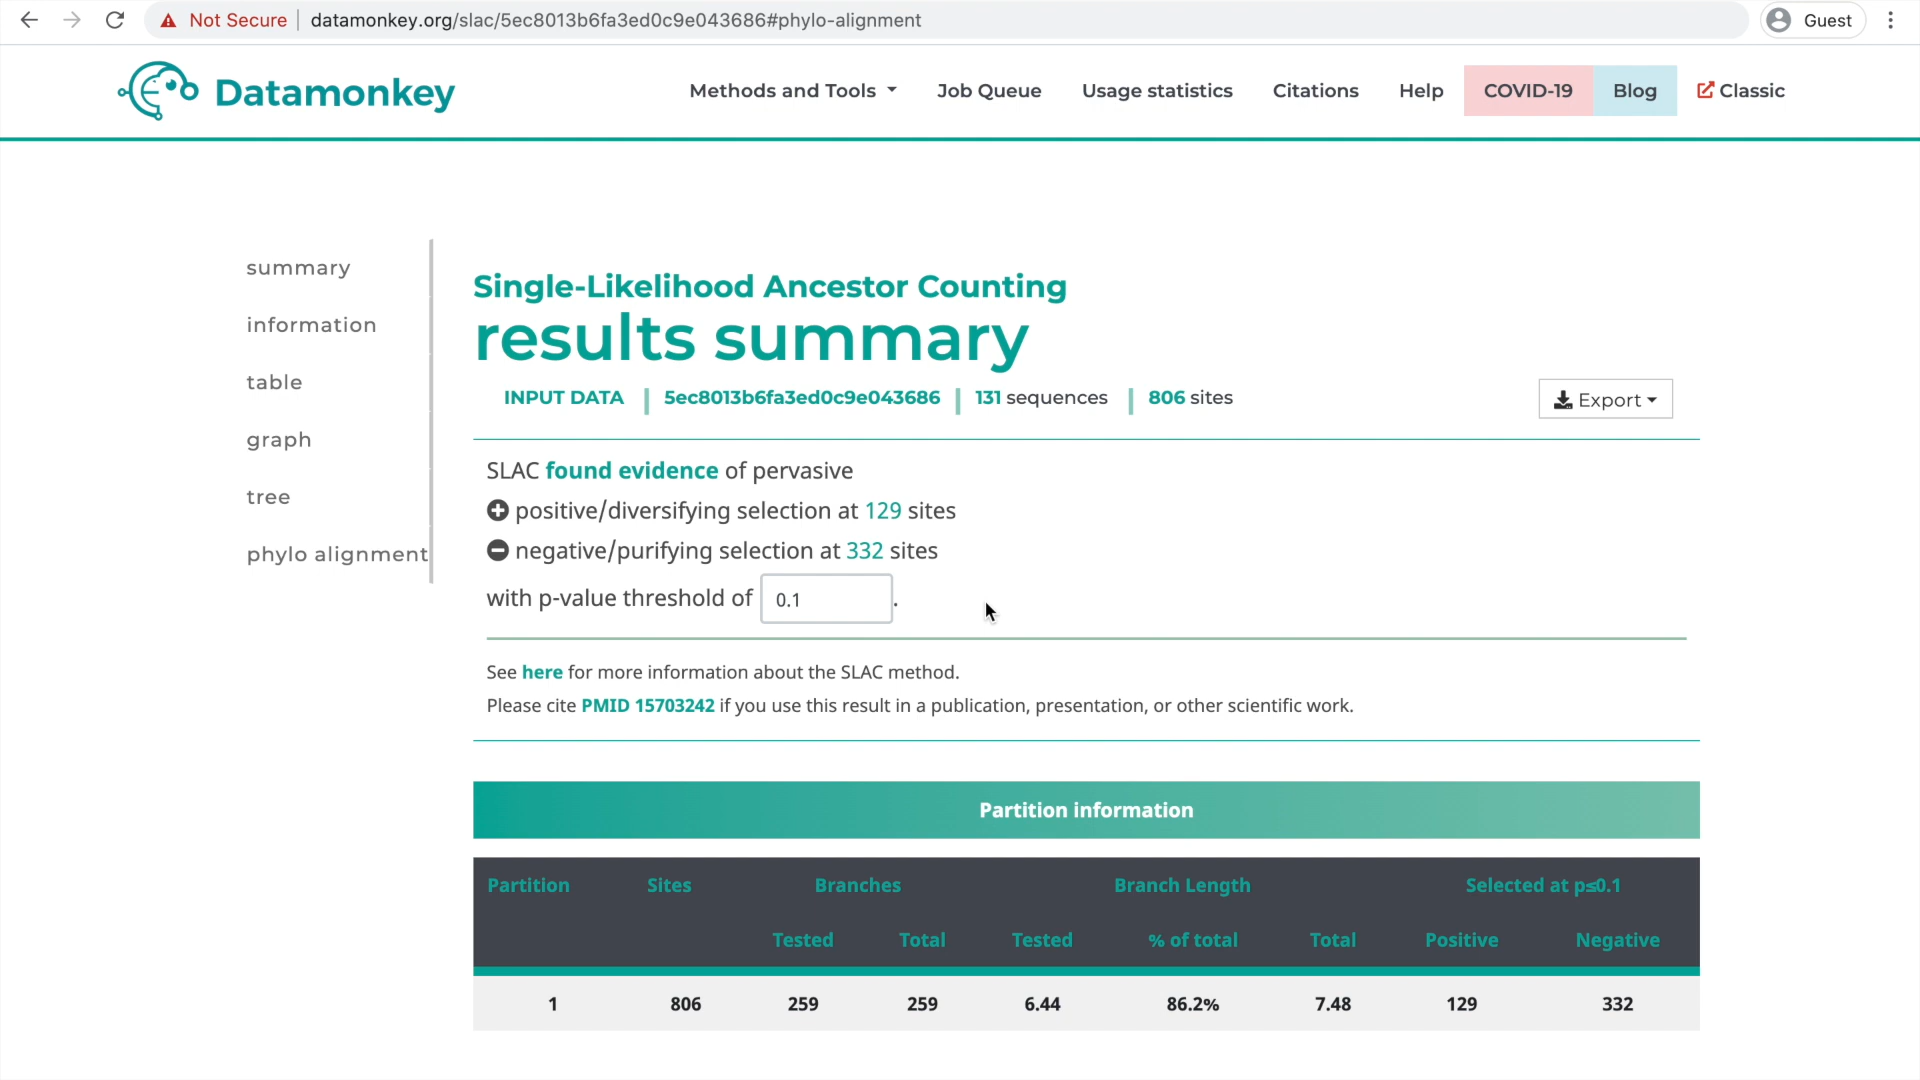 Not Secure | datamonkey.org/slac/5ec8013b6fa3ed0c9e043686#phylo-alignment Guest
Datamonkey Methods and Tools Job Queue Usage statistics Citations Help COVID-19 Blog Classic
summary
information
table
graph
tree
phylo alignment
Single-Likelihood Ancestor Counting
results summary
INPUT DATA | 5ec8013b6fa3ed0c9e043686 | 131 sequences | 806 sites Export
SLAC found evidence of pervasive
positive/diversifying selection at 129 sites
negative/purifying selection at 332 sites
with p-value threshold of 0.1 .
See here for more information about the SLAC method.
Please cite PMID 15703242 if you use this result in a publication, presentation, or other scientific work.
Partition information
Partition Sites Branches Branch Length Selected at p≤0.1
Tested Total Tested % of total Total Positive Negative
1 806 259 259 6.44 86.2% 7.48 129 332